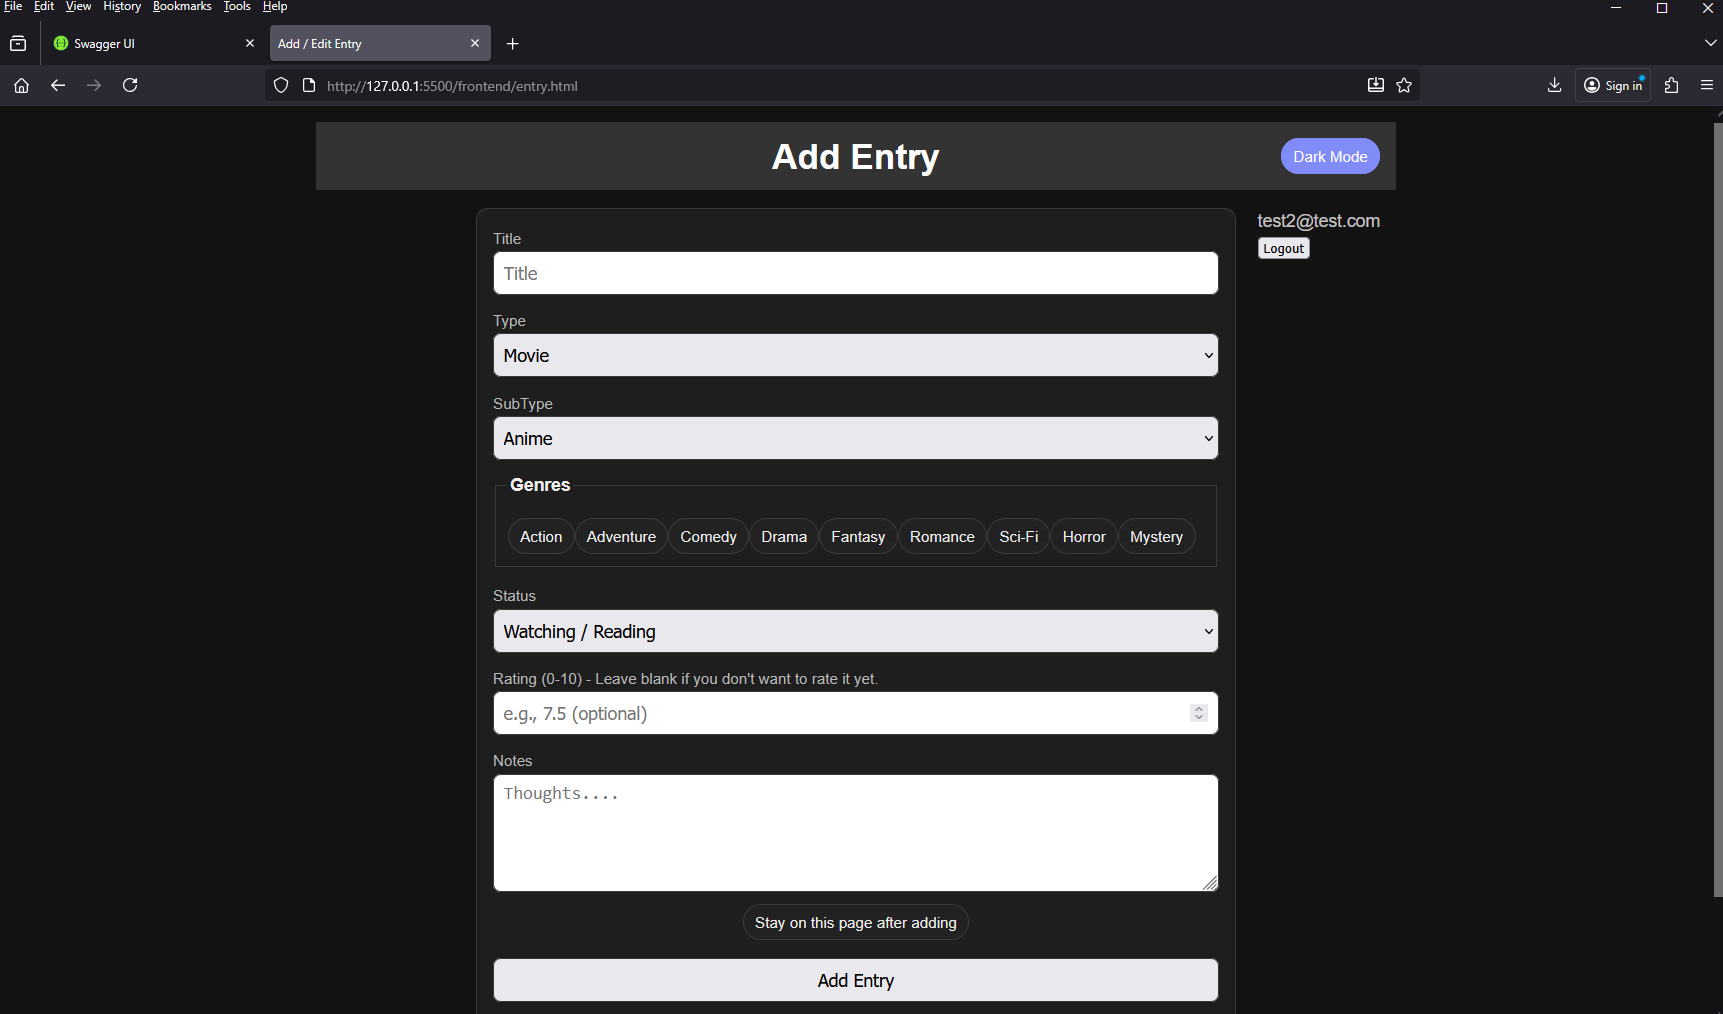 File Edit View History Bookmarks Tools Help
Swagger UI
Add / Edit Entry
http://127.0.0.1:5500/frontend/entry.html
Sign in
Add Entry
Dark Mode
test2@test.com
Logout
Title
Title
Type
Movie
SubType
Anime
Genres
Action Adventure Comedy Drama Fantasy Romance Sci-Fi Horror Mystery
Status
Watching / Reading
Rating (0-10) - Leave blank if you don't want to rate it yet.
e.g., 7.5 (optional)
Notes
Thoughts....
Stay on this page after adding
Add Entry